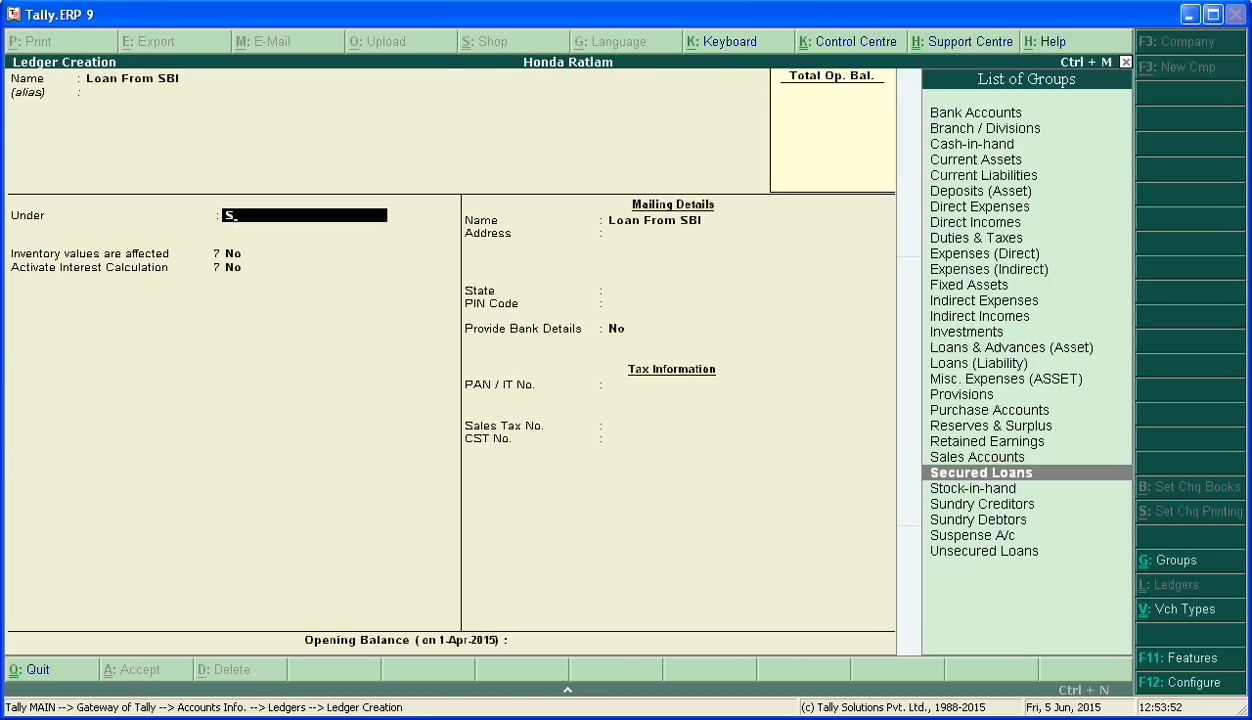 Tally.ERP 9
P: Print
E: Export
M: E-Mail
O: Upload
S: Shop
G: Language
K: Keyboard
K: Control Centre
H: Support Centre
H: Help
F3: Company
F3: New Cmp
Ledger Creation
Honda Ratlam
Ctrl + M
Name : Loan From SBI
(alias) :
Total Op. Bal.
Under : S_
Inventory values are affected ? No
Activate Interest Calculation ? No
Mailing Details
Name : Loan From SBI
Address :
State :
PIN Code :
Provide Bank Details : No
Tax Information
PAN / IT No. :
Sales Tax No. :
CST No. :
Opening Balance ( on 1-Apr-2015) :
List of Groups
Bank Accounts
Branch / Divisions
Cash-in-hand
Current Assets
Current Liabilities
Deposits (Asset)
Direct Expenses
Direct Incomes
Duties & Taxes
Expenses (Direct)
Expenses (Indirect)
Fixed Assets
Indirect Expenses
Indirect Incomes
Investments
Loans & Advances (Asset)
Loans (Liability)
Misc. Expenses (ASSET)
Provisions
Purchase Accounts
Reserves & Surplus
Retained Earnings
Sales Accounts
Secured Loans
Stock-in-hand
Sundry Creditors
Sundry Debtors
Suspense A/c
Unsecured Loans
B: Set Chq Books
S: Set Chq Printing
G: Groups
L: Ledgers
V: Vch Types
F11: Features
F12: Configure
Q: Quit
A: Accept
D: Delete
Ctrl + N
Tally MAIN --> Gateway of Tally --> Accounts Info. --> Ledgers --> Ledger Creation
(c) Tally Solutions Pvt. Ltd., 1988-2015
Fri, 5 Jun, 2015
12:53:52